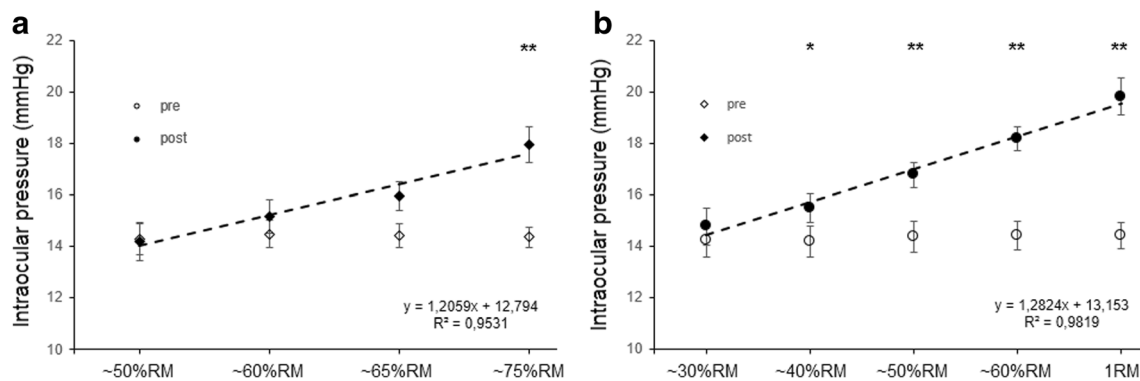 a
Intraocular pressure (mmHg)
22
20
18
16
14
12
10
**
pre
post
y = 1,2059x + 12,794
R² = 0,9531
~50%RM ~60%RM ~65%RM ~75%RM
b
Intraocular pressure (mmHg)
22
20
18
16
14
12
10
* ** ** **
pre
post
y = 1,2824x + 13,153
R² = 0,9819
~30%RM ~40%RM ~50%RM ~60%RM 1RM